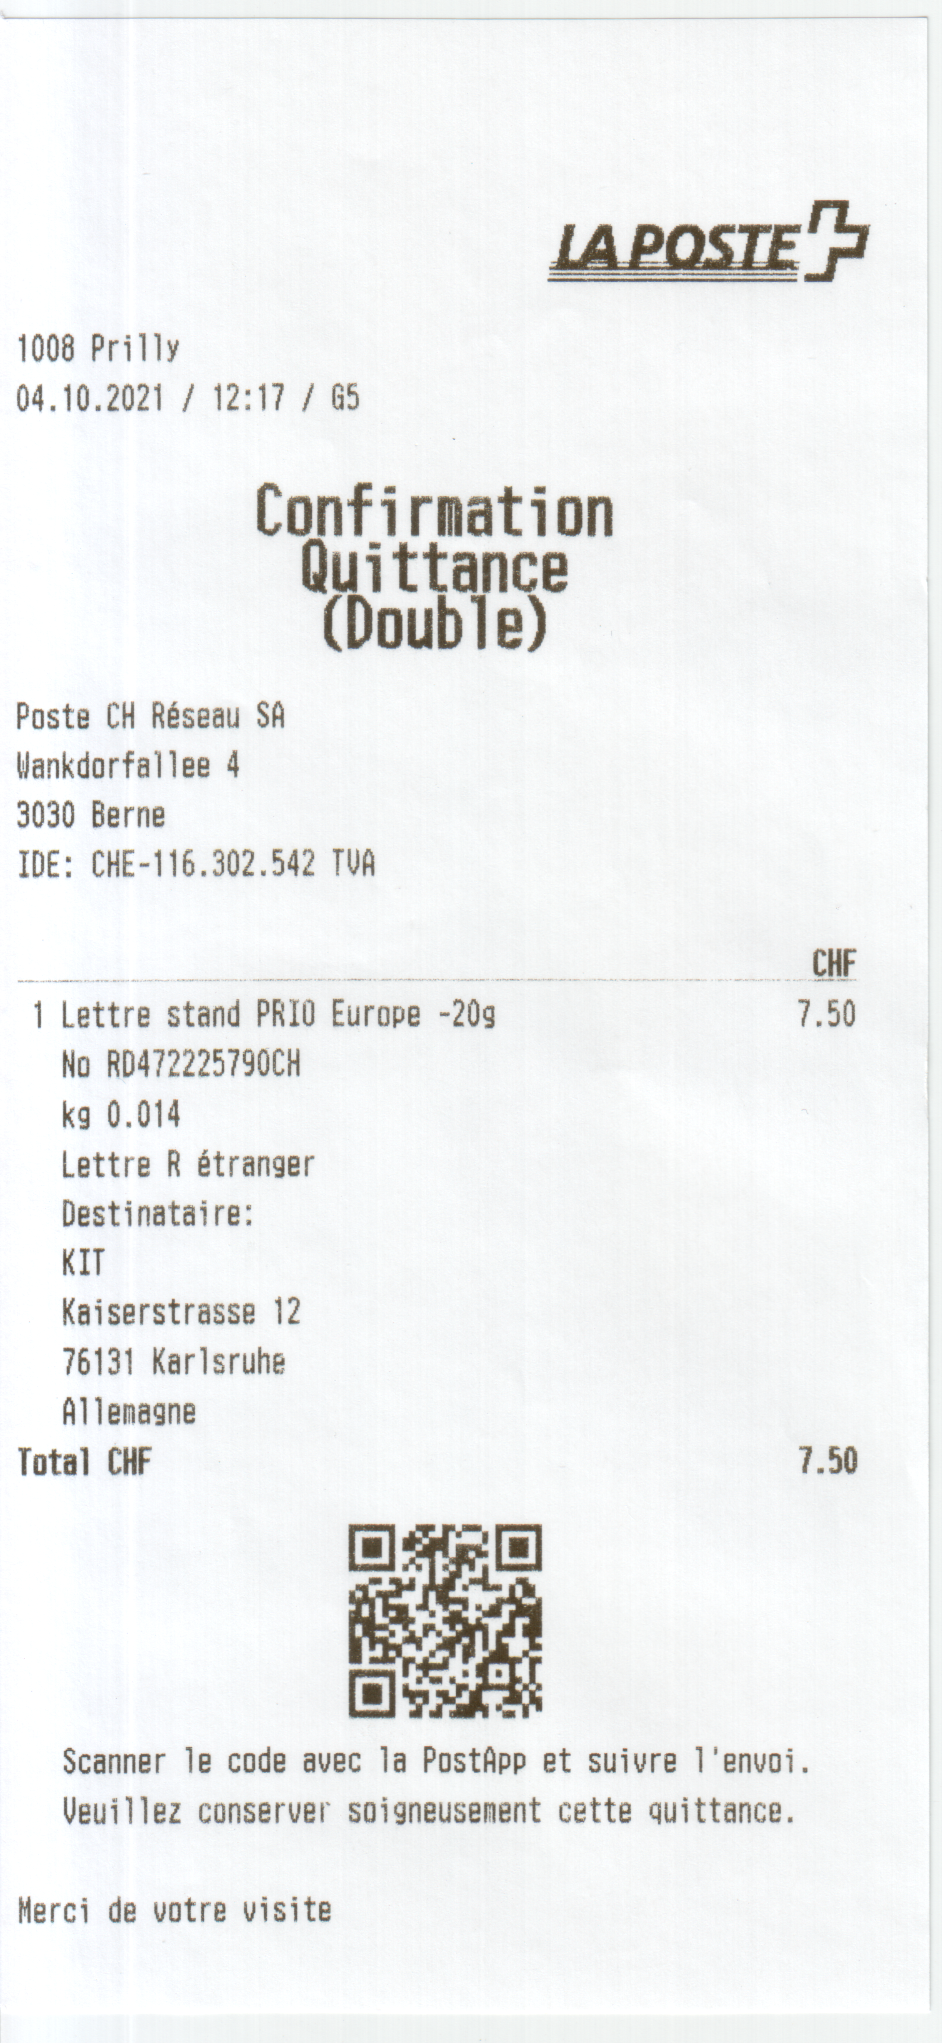 LA POSTE
1008 Prilly
04.10.2021 / 12:17 / G5
Confirmation
Quittance
(Double)
Poste CH Réseau SA
Wankdorfallee 4
3030 Berne
IDE: CHE-116.302.542 TVA
CHF
1 Lettre stand PRIO Europe -20g 7.50
No RD472225790CH
kg 0.014
Lettre R étranger
Destinataire:
KIT
Kaiserstrasse 12
76131 Karlsruhe
Allemagne
Total CHF 7.50
Scanner le code avec la PostApp et suivre l'envoi.
Veuillez conserver soigneusement cette quittance.
Merci de votre visite